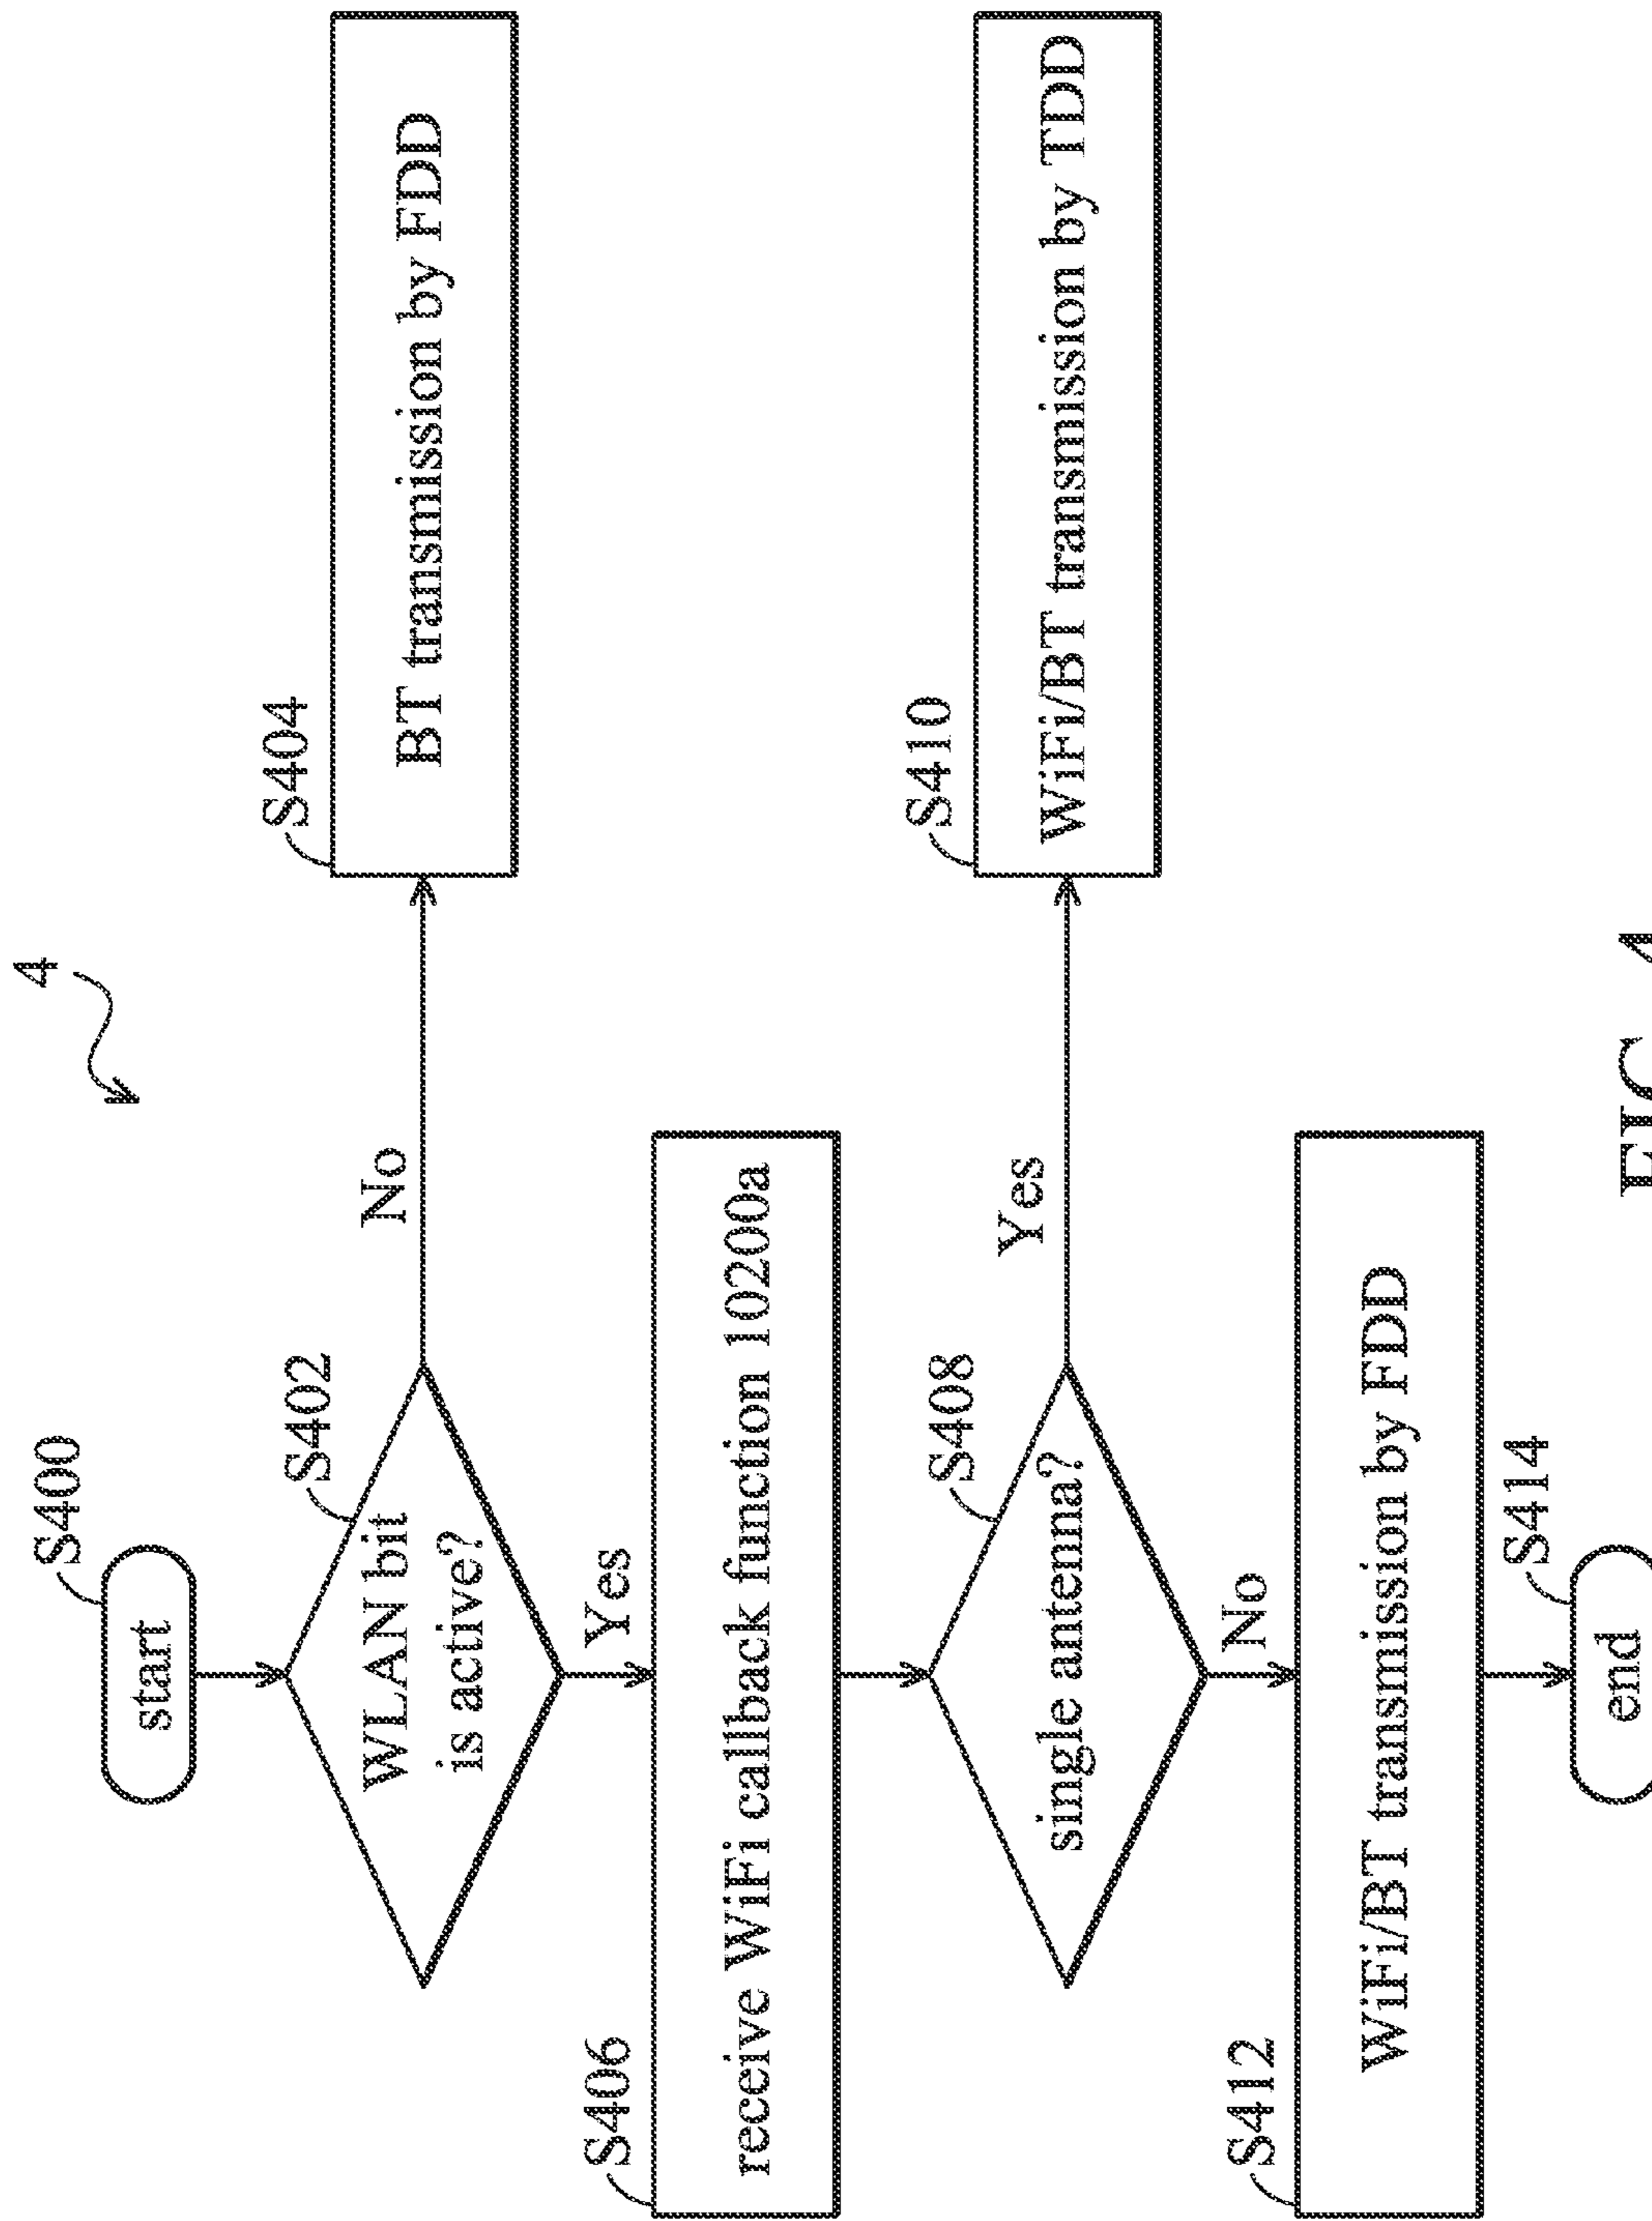 4
S400
start
S402
WLAN bit
is active?
No
S404
BT transmission by FDD
Yes
S406
receive WiFi callback function 10200a
S408
single antenna?
Yes
S410
WiFi/BT transmission by TDD
No
S412
WiFi/BT transmission by FDD
S414
end
FIG. 4